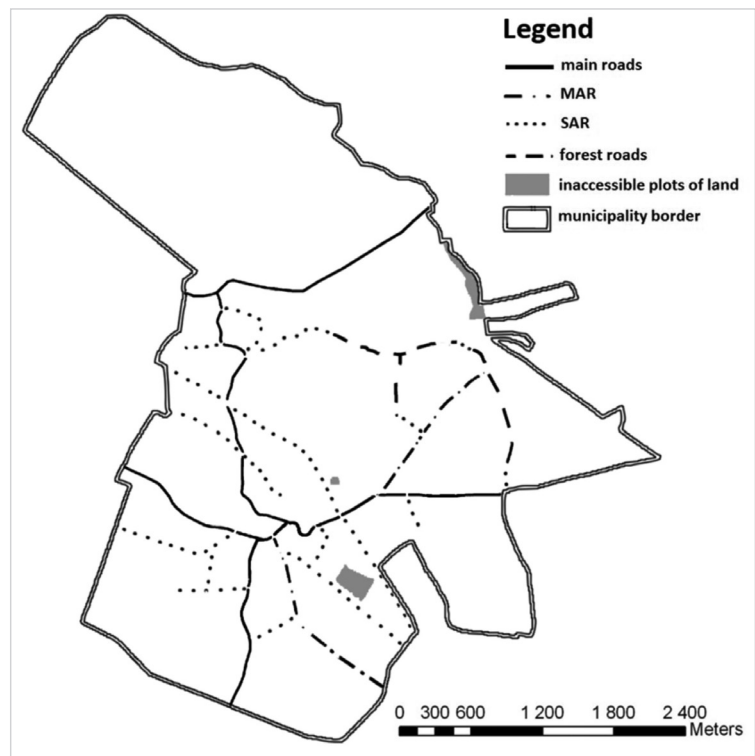 Legend
main roads
MAR
SAR
forest roads
inaccessible plots of land
municipality border
0 300 600 1 200 1 800 2 400
Meters